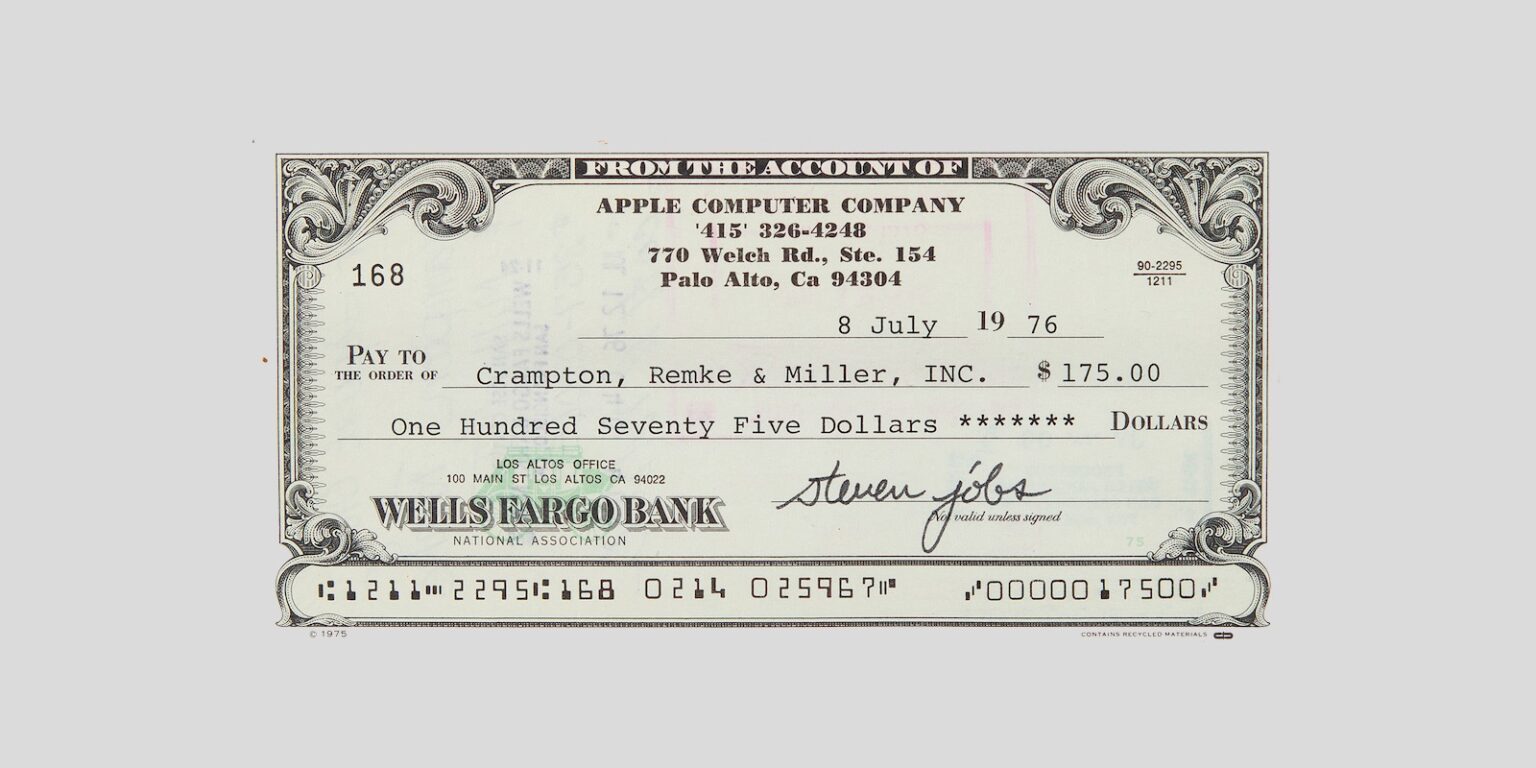 FROM THE ACCOUNT OF
APPLE COMPUTER COMPANY
'415' 326-4248
770 Welch Rd., Ste. 154
Palo Alto, Ca 94304
168
90-2295
1211
8 July 19 76
PAY TO
THE ORDER OF Crampton, Remke & Miller, INC. $ 175.00
One Hundred Seventy Five Dollars ******* DOLLARS
LOS ALTOS OFFICE
100 MAIN ST LOS ALTOS CA 94022
WELLS FARGO BANK
NATIONAL ASSOCIATION
steven jobs
Not valid unless signed
75
⑆1211⑉2295⑆168 0214 025967⑈ ⑇0000017500⑇
© 1975
CONTAINS RECYCLED MATERIALS